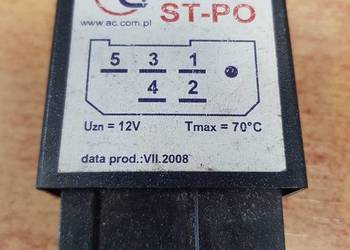 ST-PO
www.ac.com.pl
5 3 1
4 2
Uzn = 12V Tmax = 70°C
data prod.:VII.2008